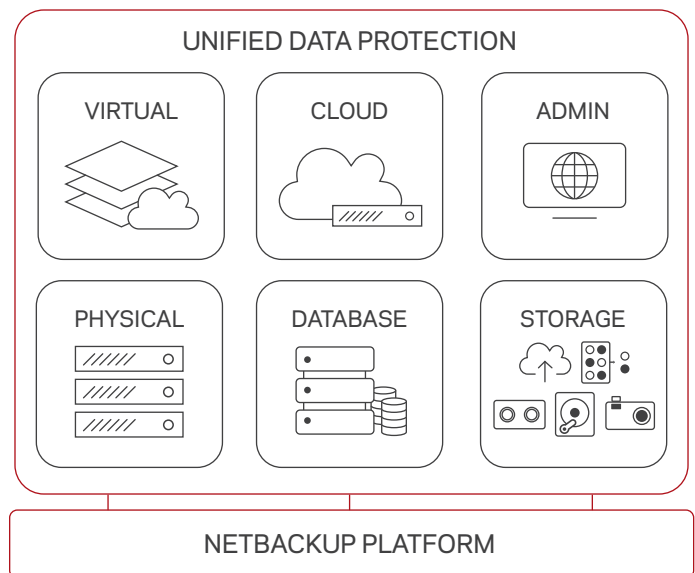 UNIFIED DATA PROTECTION
VIRTUAL
CLOUD
ADMIN
PHYSICAL
DATABASE
STORAGE
NETBACKUP PLATFORM